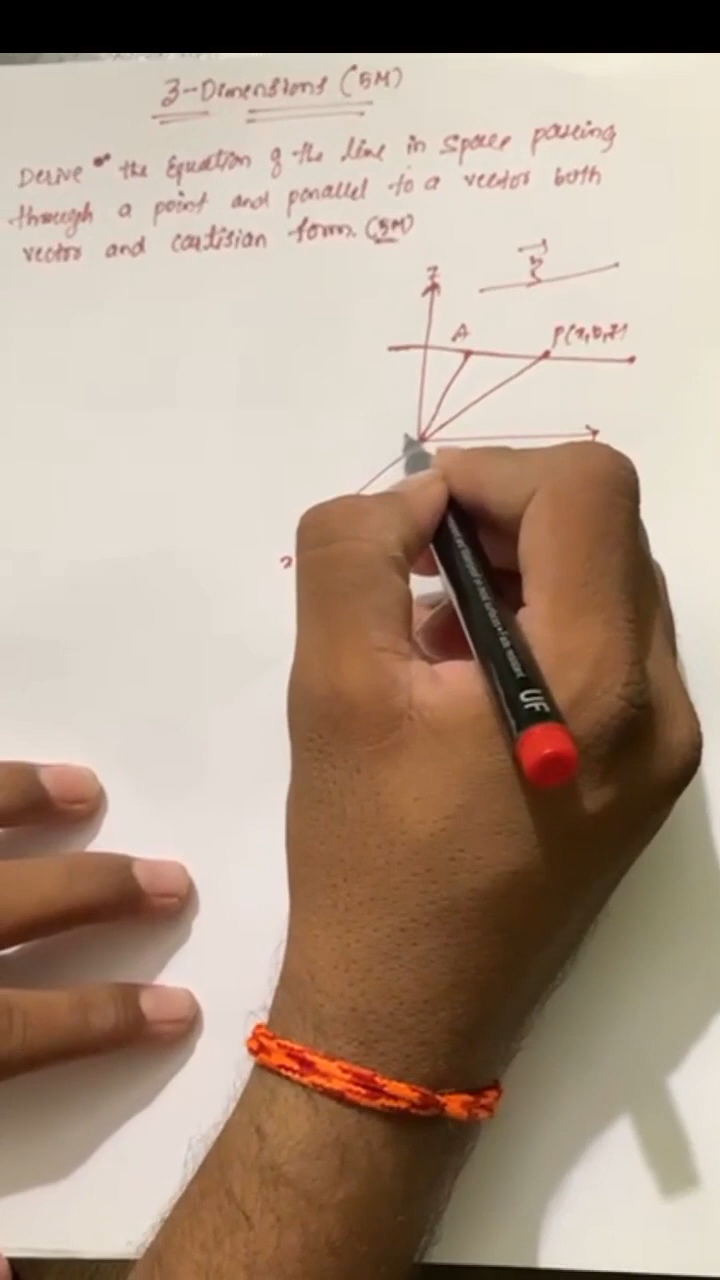 3-Dimensions (5M)
Derive the Equation of the line in space passing
through a point and parallel to a vector both
vector and cartisian form. (5M)
Z
A
UF